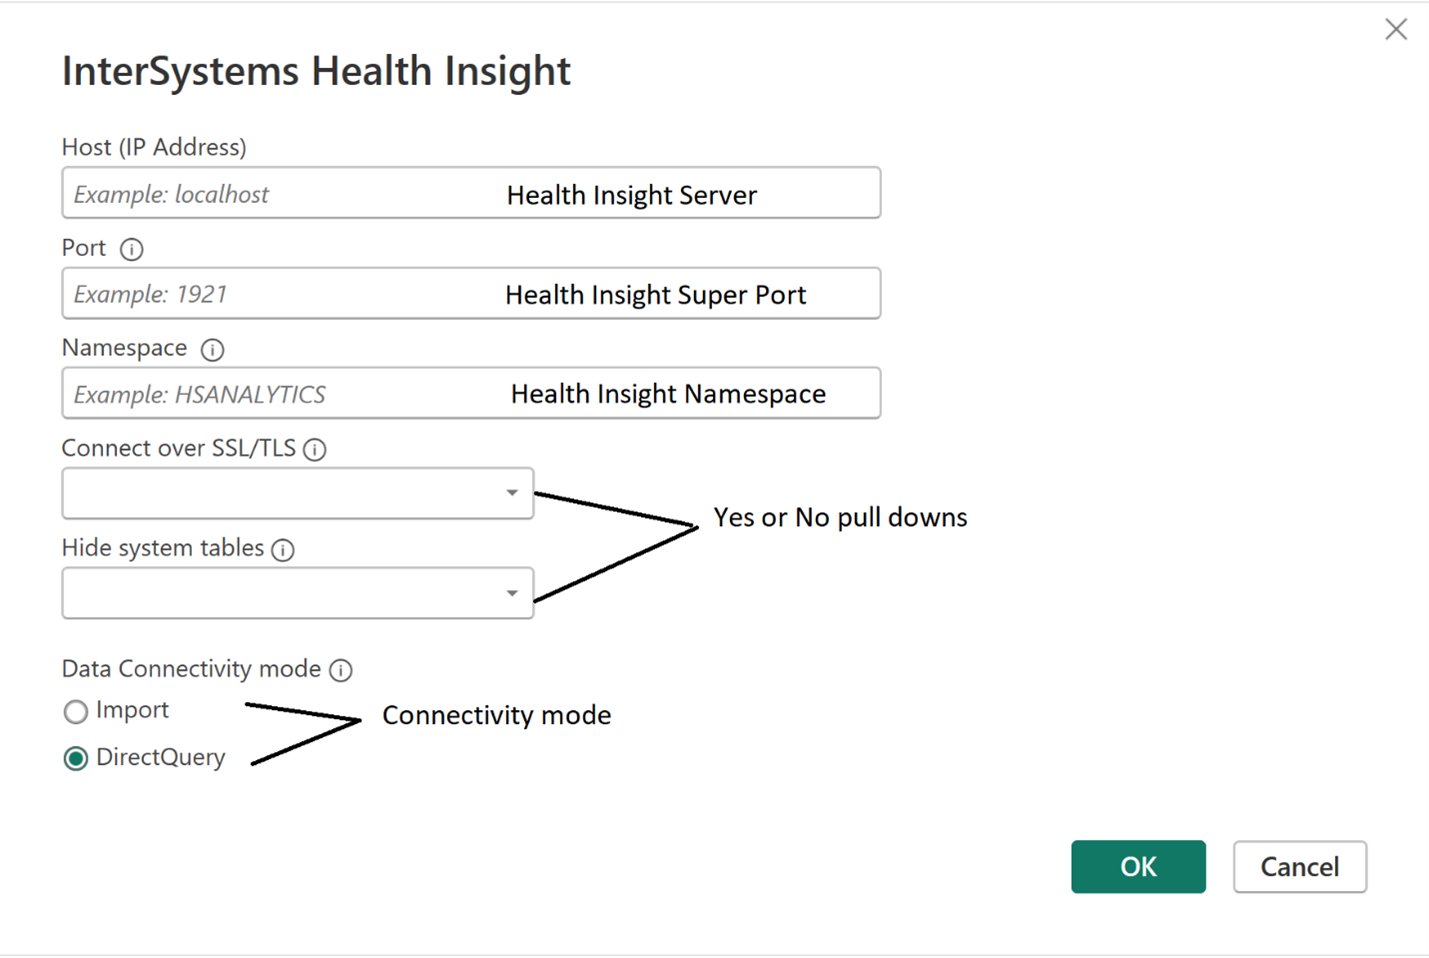 InterSystems Health Insight
Host (IP Address)
Example: localhost Health Insight Server
Port
Example: 1921 Health Insight Super Port
Namespace
Example: HSANALYTICS Health Insight Namespace
Connect over SSL/TLS
Yes or No pull downs
Hide system tables
Data Connectivity mode
Import
Connectivity mode
DirectQuery
OK Cancel